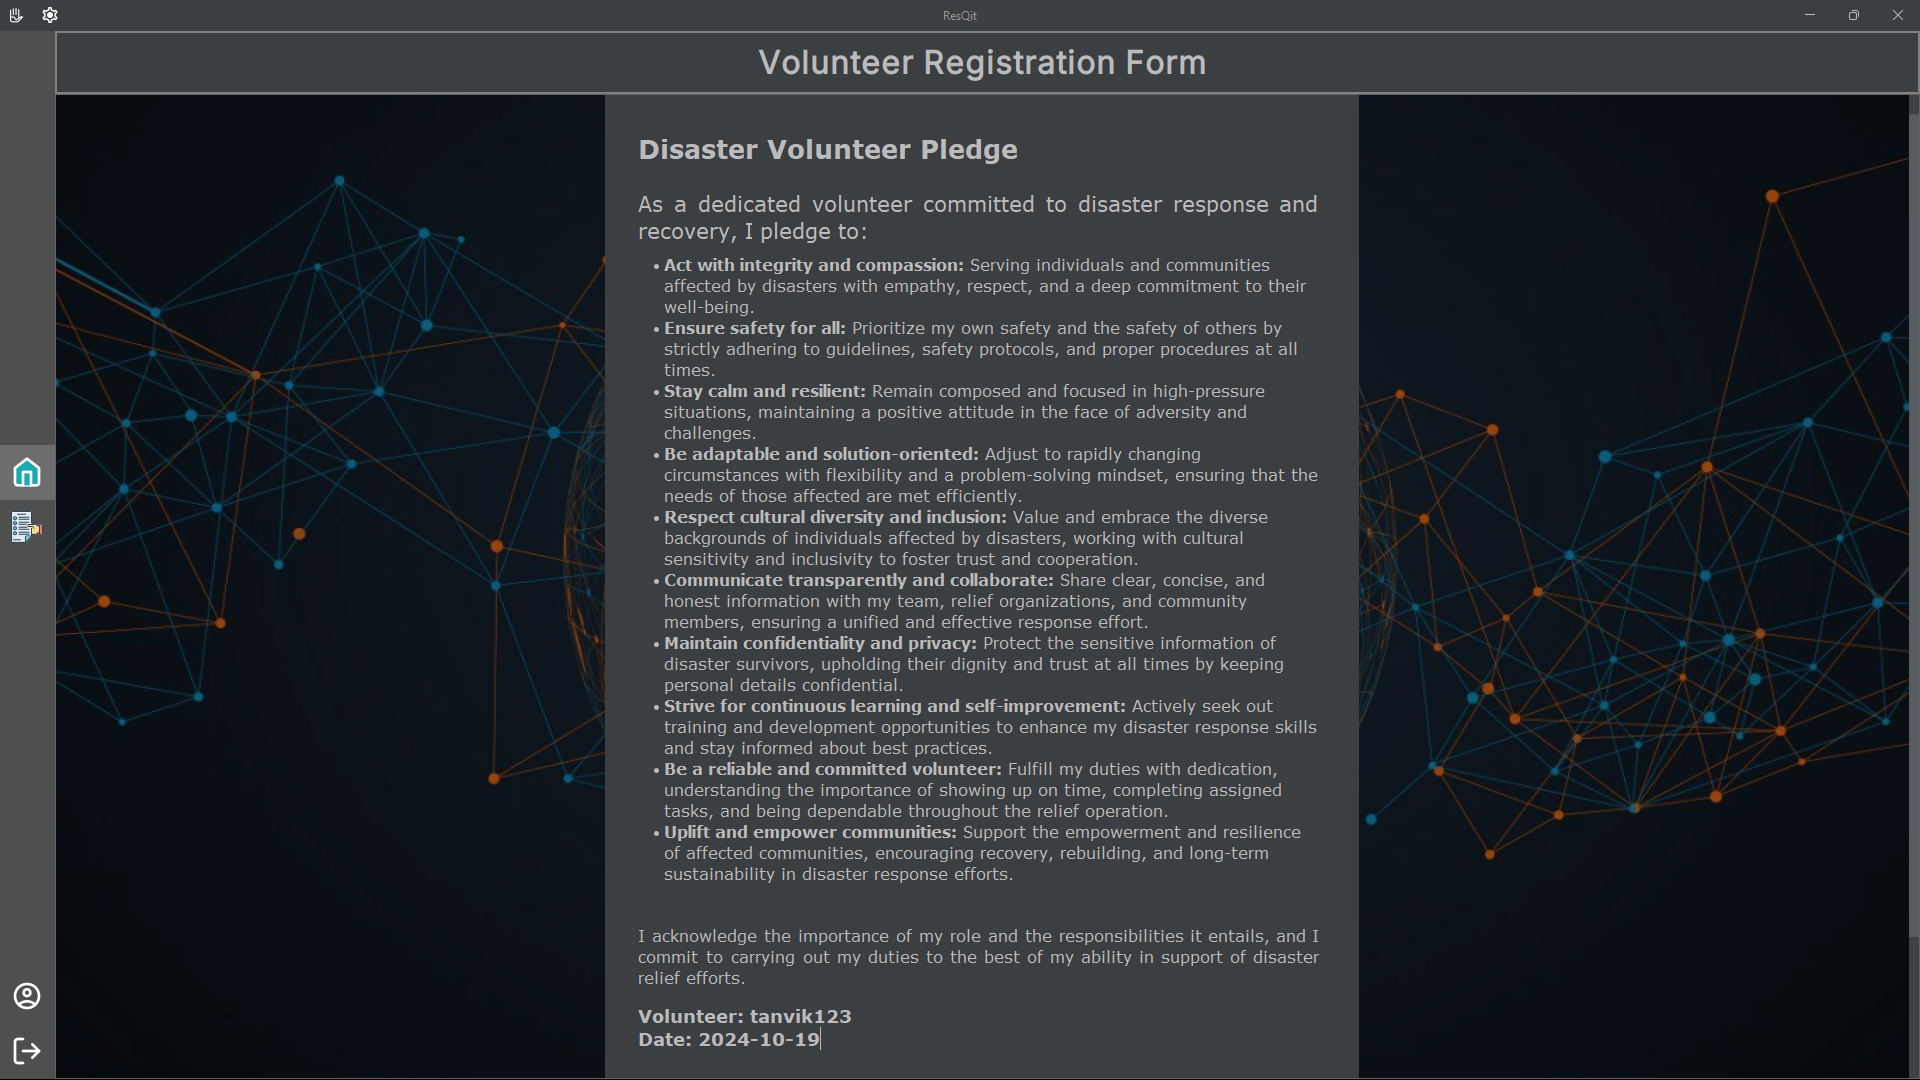 ResQit
Volunteer Registration Form
Disaster Volunteer Pledge
As a dedicated volunteer committed to disaster response and
recovery, I pledge to:
• Act with integrity and compassion: Serving individuals and communities
affected by disasters with empathy, respect, and a deep commitment to their
well-being.
• Ensure safety for all: Prioritize my own safety and the safety of others by
strictly adhering to guidelines, safety protocols, and proper procedures at all
times.
• Stay calm and resilient: Remain composed and focused in high-pressure
situations, maintaining a positive attitude in the face of adversity and
challenges.
• Be adaptable and solution-oriented: Adjust to rapidly changing
circumstances with flexibility and a problem-solving mindset, ensuring that the
needs of those affected are met efficiently.
• Respect cultural diversity and inclusion: Value and embrace the diverse
backgrounds of individuals affected by disasters, working with cultural
sensitivity and inclusivity to foster trust and cooperation.
• Communicate transparently and collaborate: Share clear, concise, and
honest information with my team, relief organizations, and community
members, ensuring a unified and effective response effort.
• Maintain confidentiality and privacy: Protect the sensitive information of
disaster survivors, upholding their dignity and trust at all times by keeping
personal details confidential.
• Strive for continuous learning and self-improvement: Actively seek out
training and development opportunities to enhance my disaster response skills
and stay informed about best practices.
• Be a reliable and committed volunteer: Fulfill my duties with dedication,
understanding the importance of showing up on time, completing assigned
tasks, and being dependable throughout the relief operation.
• Uplift and empower communities: Support the empowerment and resilience
of affected communities, encouraging recovery, rebuilding, and long-term
sustainability in disaster response efforts.
I acknowledge the importance of my role and the responsibilities it entails, and I
commit to carrying out my duties to the best of my ability in support of disaster
relief efforts.
Volunteer: tanvik123
Date: 2024-10-19